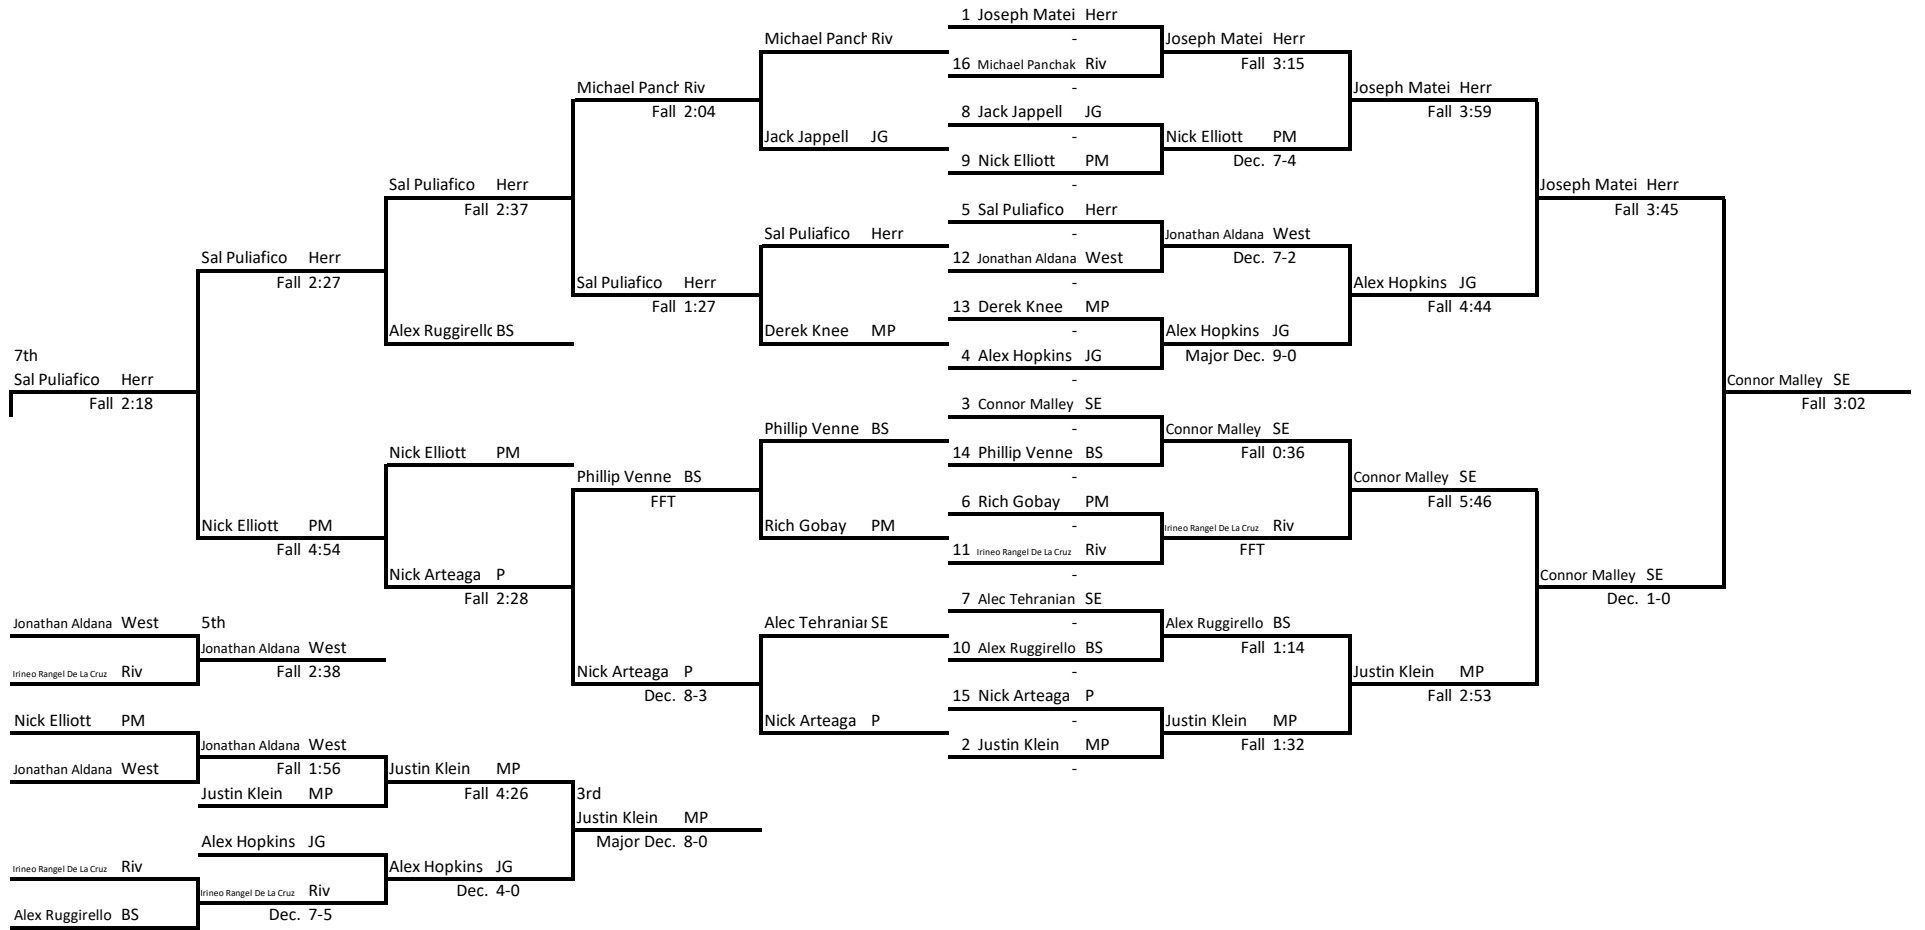 1 Joseph Matei Herr
Michael Panch Riv - Joseph Matei Herr
16 Michael Panchak Riv Fall 3:15
Michael Panch Riv - Joseph Matei Herr
Fall 2:04 8 Jack Jappell JG Fall 3:59
Jack Jappell JG - Nick Elliott PM
9 Nick Elliott PM Dec. 7-4
Sal Puliafico Herr - Joseph Matei Herr
Fall 2:37 5 Sal Puliafico Herr Fall 3:45
Sal Puliafico Herr - Jonathan Aldana West
Sal Puliafico Herr 12 Jonathan Aldana West Dec. 7-2
Fall 2:27 Sal Puliafico Herr - Alex Hopkins JG
Fall 1:27 13 Derek Knee MP Fall 4:44
Alex Ruggirellc BS Derek Knee MP - Alex Hopkins JG
7th 4 Alex Hopkins JG Major Dec. 9-0
Sal Puliafico Herr - Connor Malley SE
Fall 2:18 3 Connor Malley SE Fall 3:02
Phillip Venne BS - Connor Malley SE
Nick Elliott PM 14 Phillip Venne BS Fall 0:36
Phillip Venne BS - Connor Malley SE
FFT 6 Rich Gobay PM Fall 5:46
Nick Elliott PM Rich Gobay PM - Irineo Rangel De La Cruz Riv
Fall 4:54 11 Irineo Rangel De La Cruz Riv FFT
Nick Arteaga P - Connor Malley SE
Fall 2:28 7 Alec Tehranian SE Dec. 1-0
Jonathan Aldana West 5th Alec Tehraniar SE - Alex Ruggirello BS
Jonathan Aldana West 10 Alex Ruggirello BS Fall 1:14
Irineo Rangel De La Cruz Riv Fall 2:38 Nick Arteaga P - Justin Klein MP
Dec. 8-3 15 Nick Arteaga P Fall 2:53
Nick Elliott PM Nick Arteaga P - Justin Klein MP
Jonathan Aldana West 2 Justin Klein MP Fall 1:32
Jonathan Aldana West Fall 1:56 Justin Klein MP -
Justin Klein MP Fall 4:26 3rd
Justin Klein MP
Alex Hopkins JG Major Dec. 8-0
Irineo Rangel De La Cruz Riv Alex Hopkins JG
Irineo Rangel De La Cruz Riv Dec. 4-0
Alex Ruggirello BS Dec. 7-5